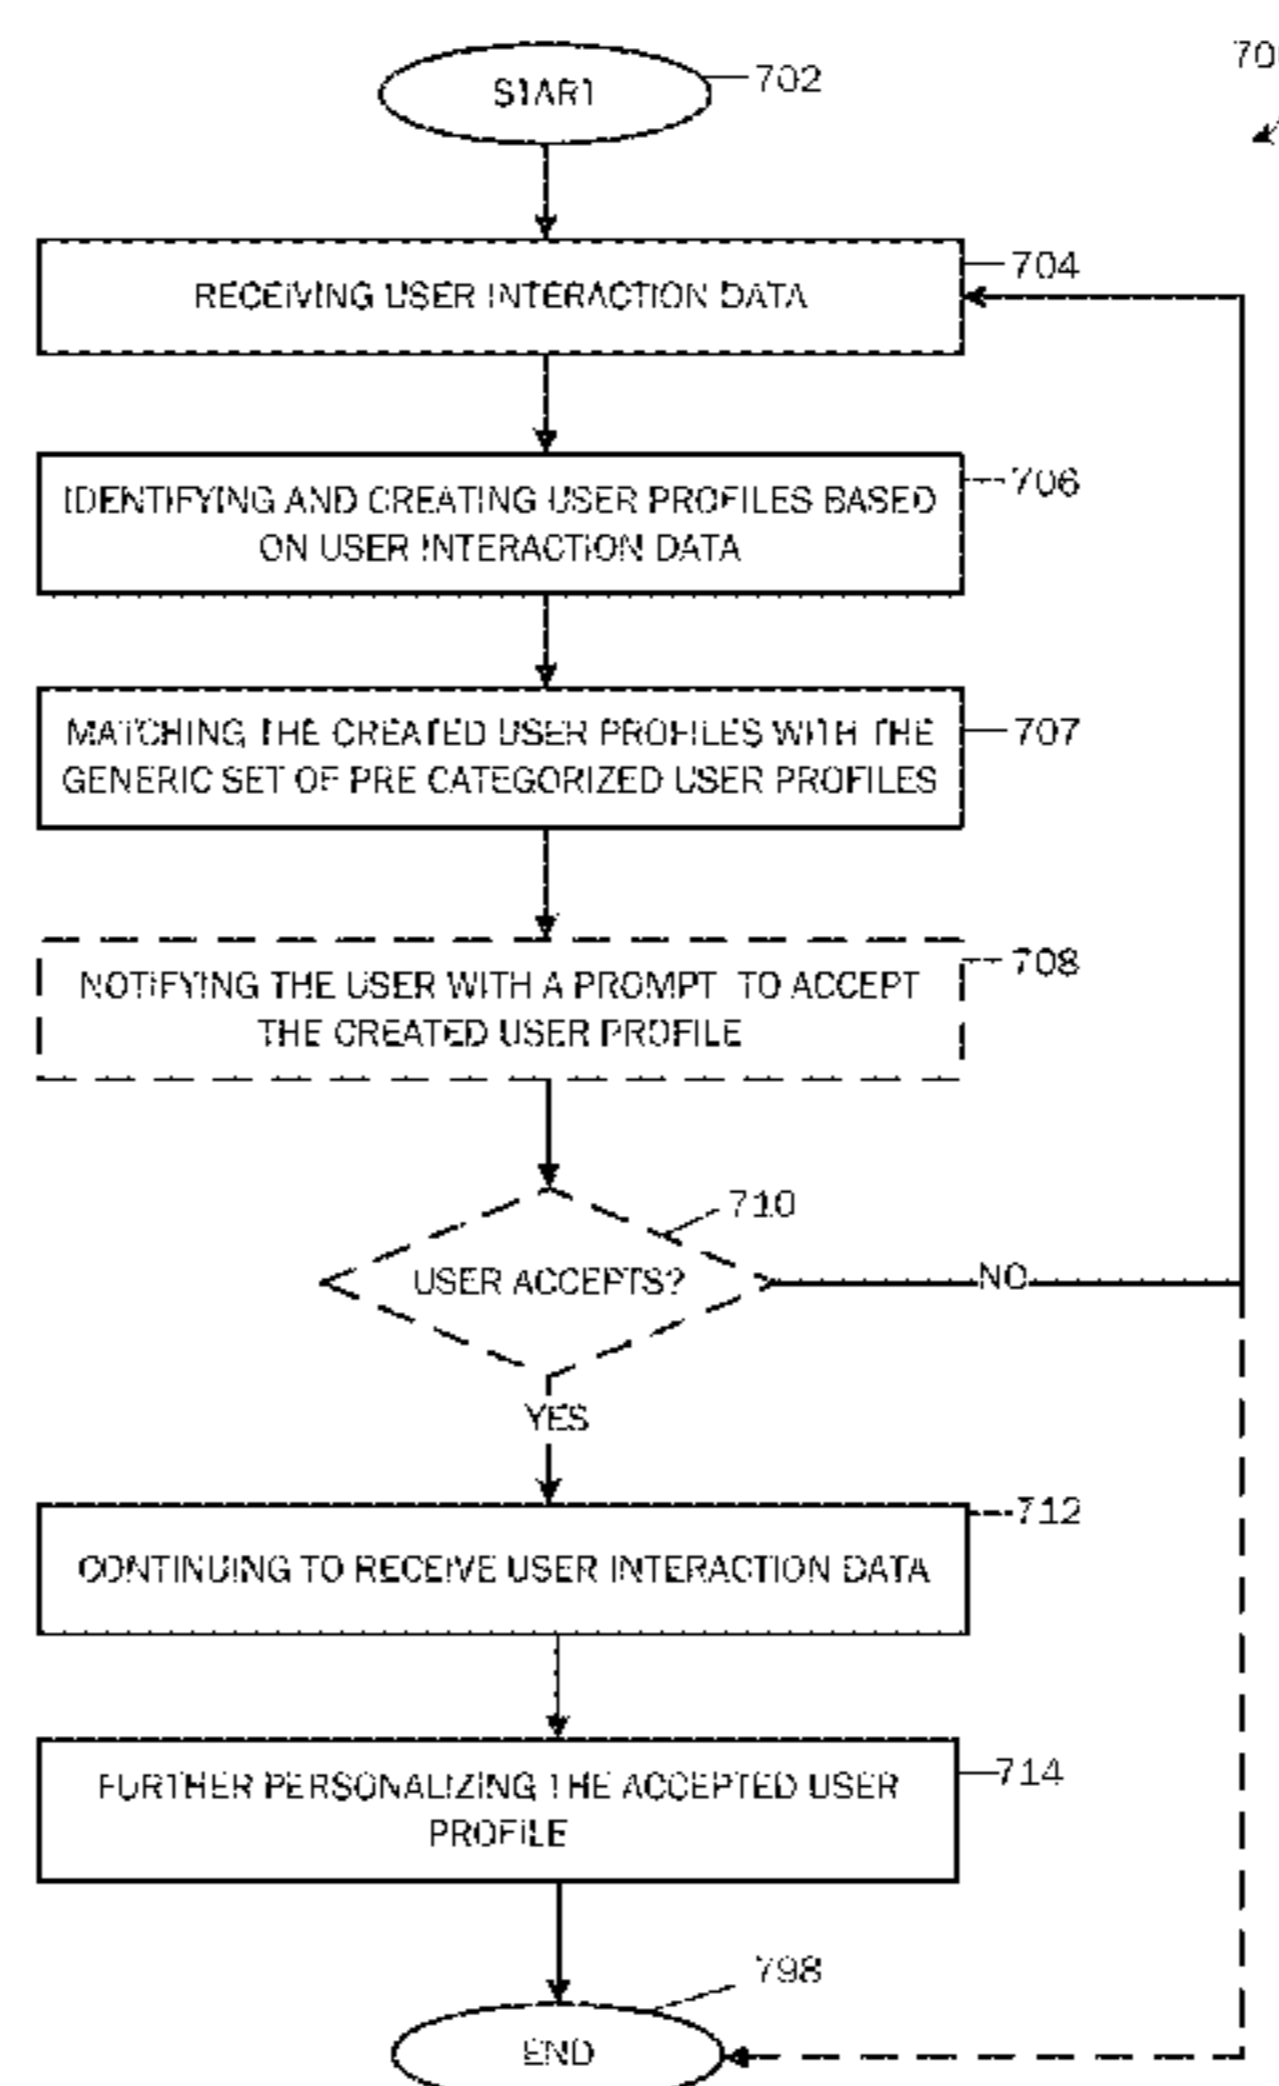 START
702
704
RECEIVING USER INTERACTION DATA
706
IDENTIFYING AND CREATING USER PROFILES BASED
ON USER INTERACTION DATA
707
MATCHING THE CREATED USER PROFILES WITH THE
GENERIC SET OF PRE CATEGORIZED USER PROFILES
708
NOTIFYING THE USER WITH A PROMPT TO ACCEPT
THE CREATED USER PROFILE
710
USER ACCEPTS?
NO
YES
712
CONTINUING TO RECEIVE USER INTERACTION DATA
714
FURTHER PERSONALIZING THE ACCEPTED USER
PROFILE
798
END